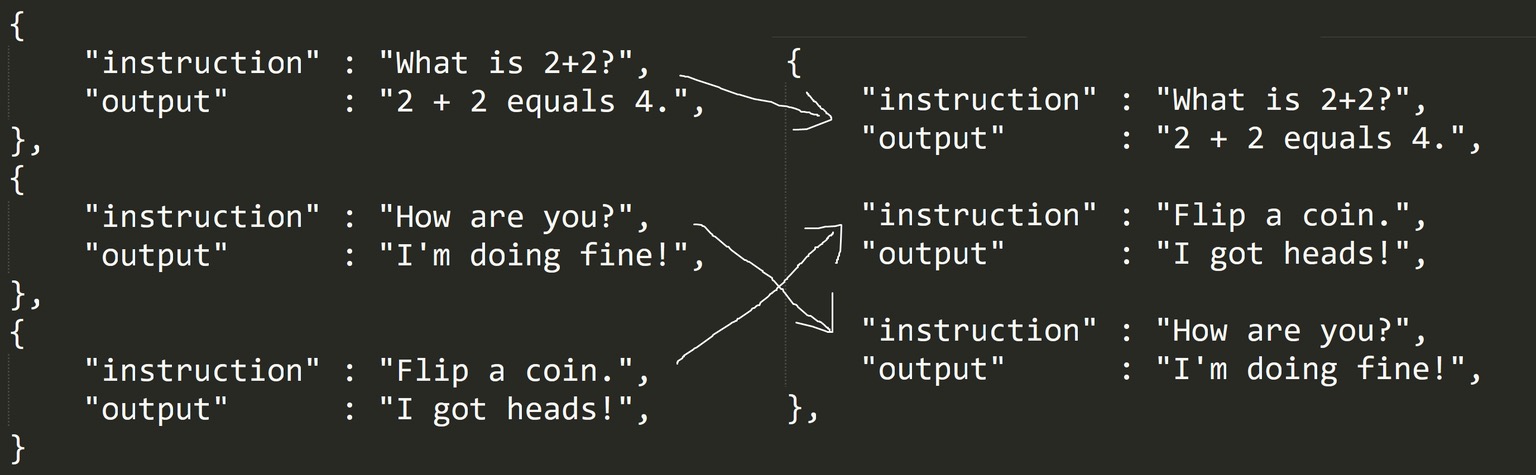 {
"instruction" : "What is 2+2?",
"output" : "2 + 2 equals 4.",
},
{
"instruction" : "How are you?",
"output" : "I'm doing fine!",
},
{
"instruction" : "Flip a coin.",
"output" : "I got heads!",
}
{
"instruction" : "What is 2+2?",
"output" : "2 + 2 equals 4.",
"instruction" : "Flip a coin.",
"output" : "I got heads!",
"instruction" : "How are you?",
"output" : "I'm doing fine!",
},